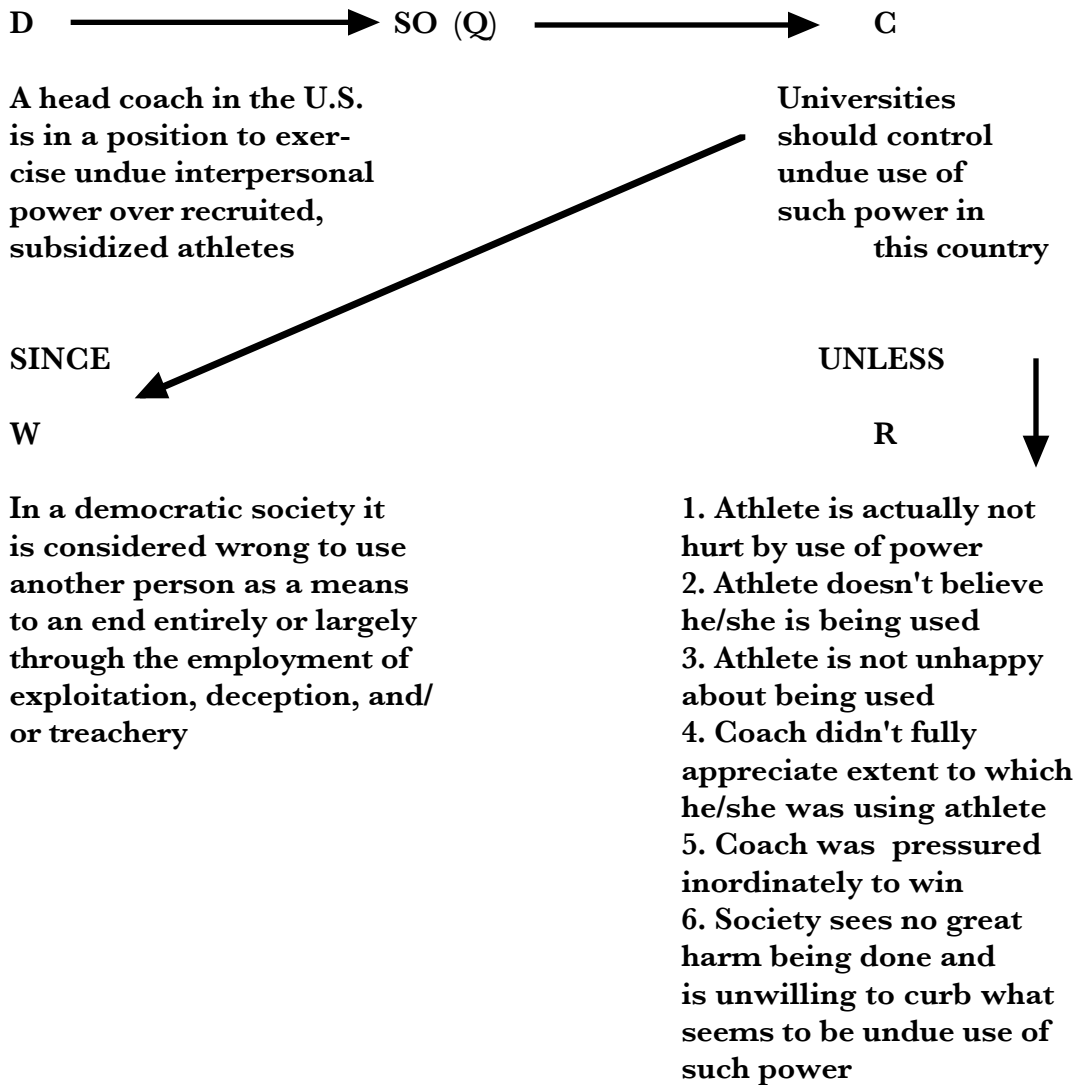 D SO (Q) C
A head coach in the U.S.
is in a position to exer-
cise undue interpersonal
power over recruited,
subsidized athletes
Universities
should control
undue use of
such power in
this country
SINCE
UNLESS
W
R
In a democratic society it
is considered wrong to use
another person as a means
to an end entirely or largely
through the employment of
exploitation, deception, and/
or treachery
1. Athlete is actually not
hurt by use of power
2. Athlete doesn't believe
he/she is being used
3. Athlete is not unhappy
about being used
4. Coach didn't fully
appreciate extent to which
he/she was using athlete
5. Coach was pressured
inordinately to win
6. Society sees no great
harm being done and
is unwilling to curb what
seems to be undue use of
such power